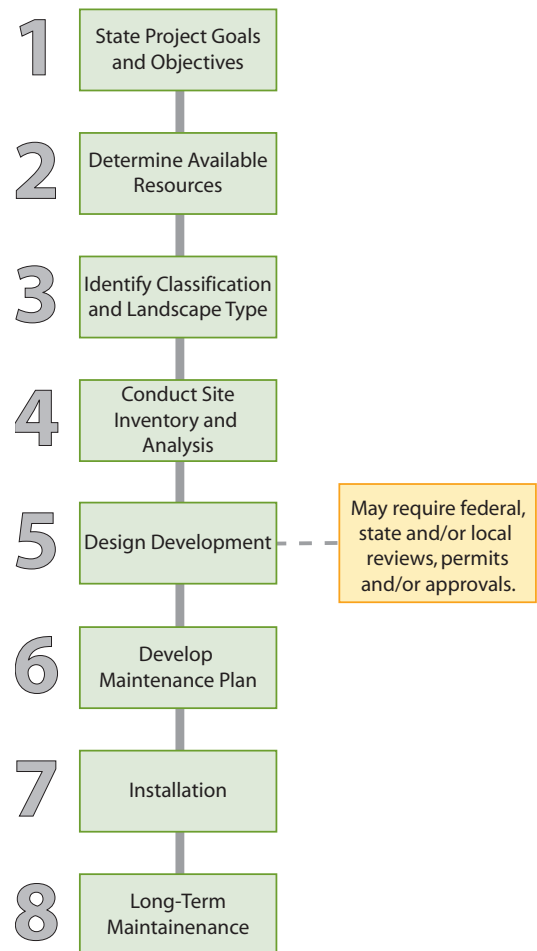 1
State Project Goals
and Objectives
2
Determine Available
Resources
3
Identify Classification
and Landscape Type
4
Conduct Site
Inventory and
Analysis
5
Design Development
May require federal,
state and/or local
reviews, permits
and/or approvals.
6
Develop
Maintenance Plan
7
Installation
8
Long-Term
Maintainenance